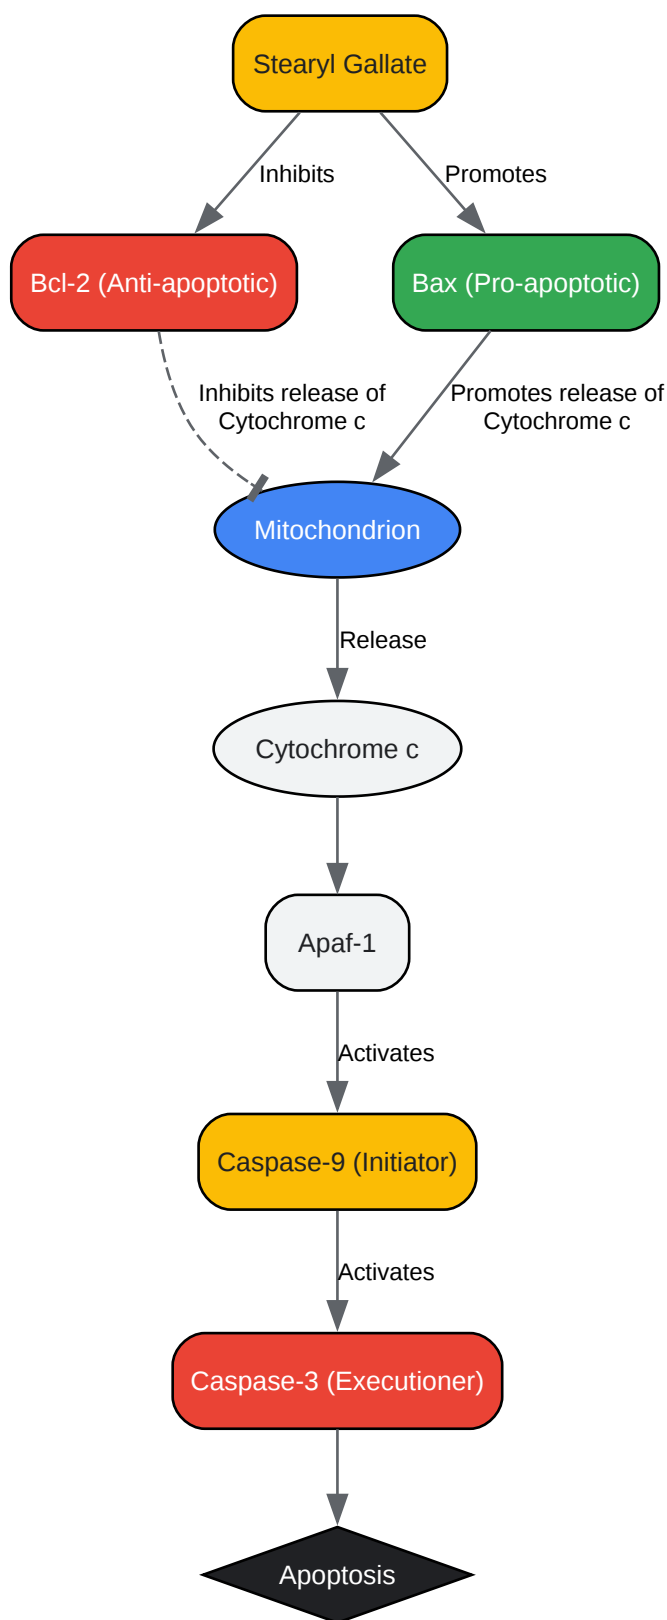 Stearyl Gallate
Inhibits
Promotes
Bcl-2 (Anti-apoptotic)
Bax (Pro-apoptotic)
Inhibits release of
Cytochrome c
Promotes release of
Cytochrome c
Mitochondrion
Release
Cytochrome c
Apaf-1
Activates
Caspase-9 (Initiator)
Activates
Caspase-3 (Executioner)
Apoptosis